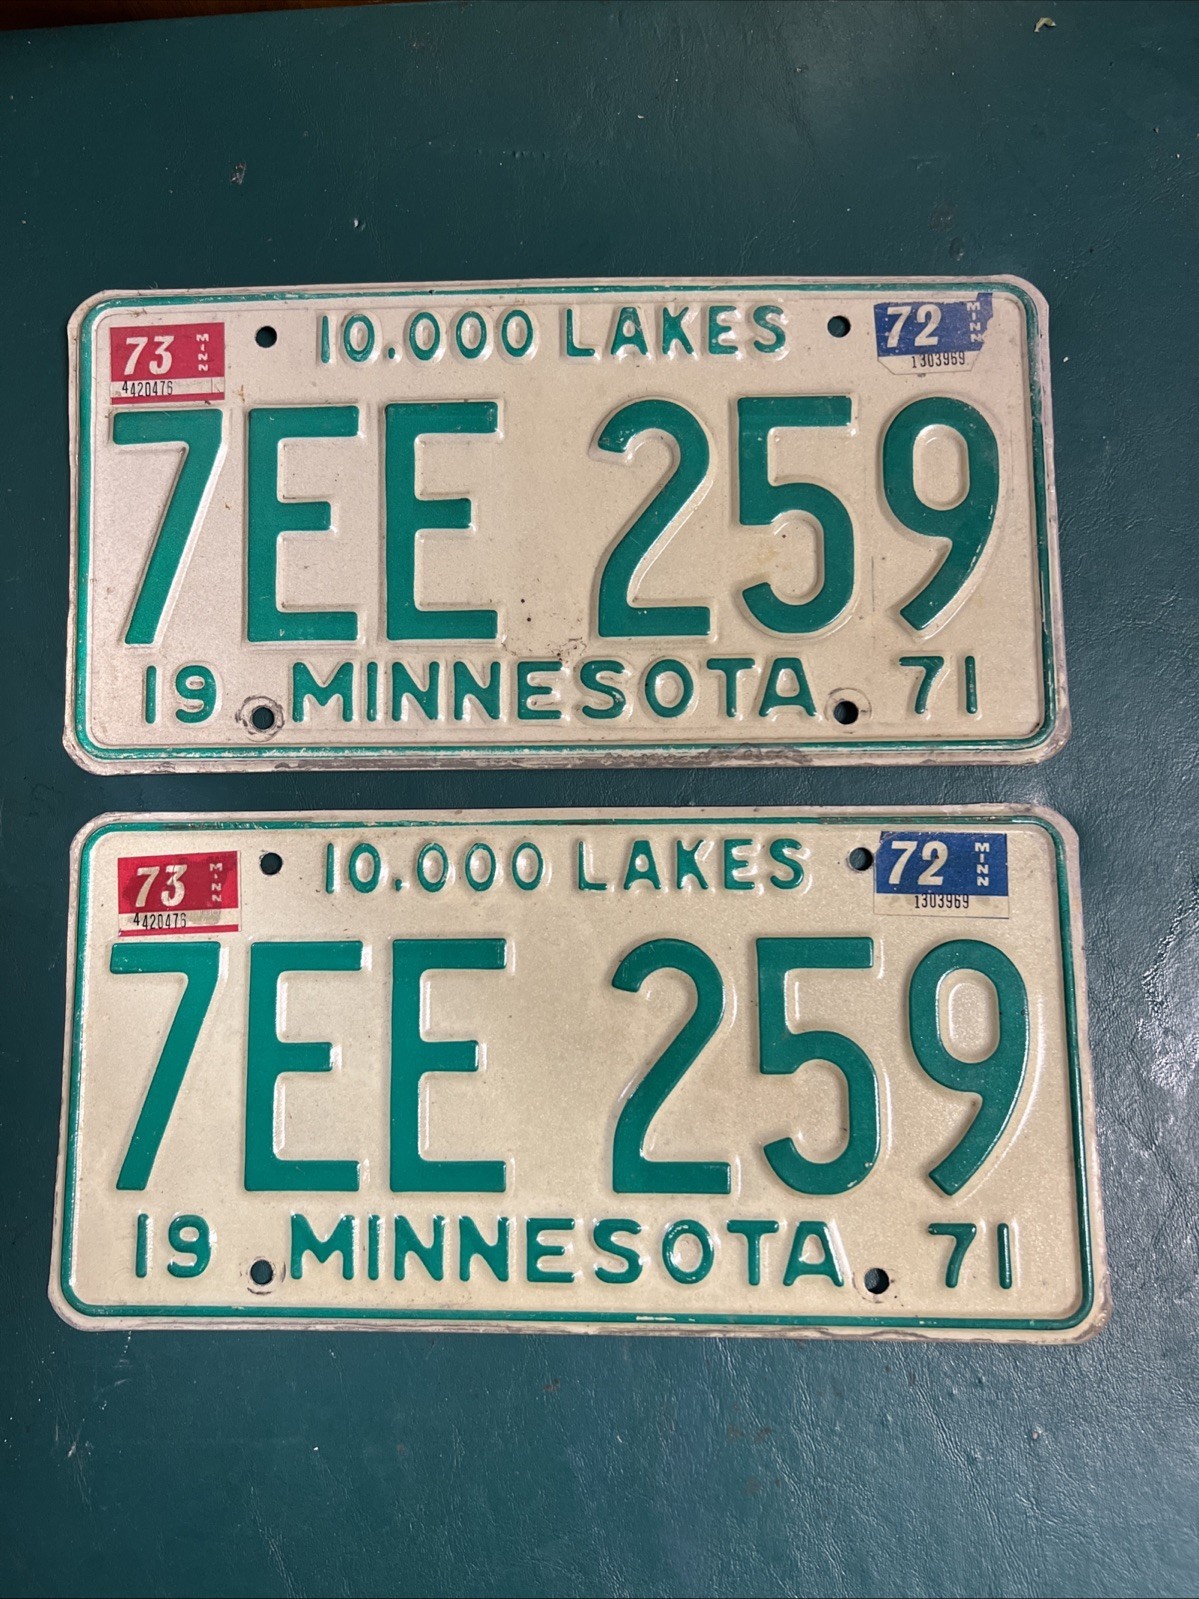 10.000 LAKES
73 MINN
4420476
72 MINN
1303969
7EE 259
19 MINNESOTA 71
10.000 LAKES
73 MINN
4420476
72 MINN
1303969
7EE 259
19 MINNESOTA 71